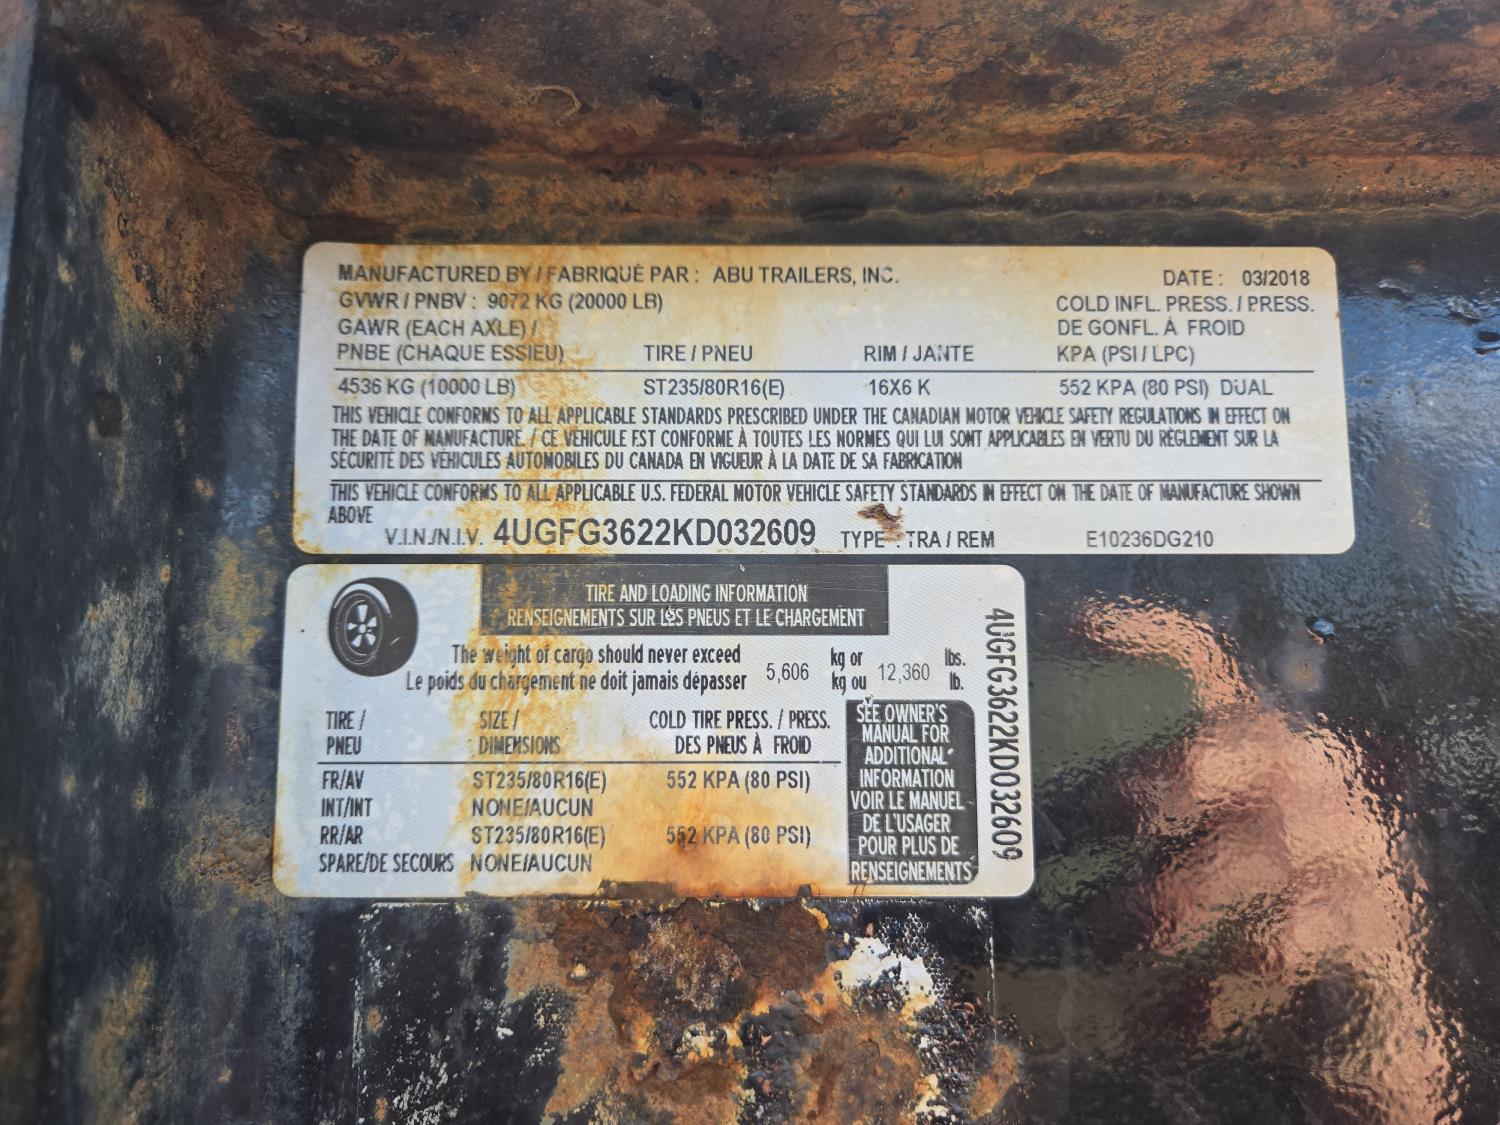 MANUFACTURED BY / FABRIQUÉ PAR : ABU TRAILERS, INC. DATE : 03/2018
GVWR / PNBV : 9072 KG (20000 LB) COLD INFL. PRESS. / PRESS.
GAWR (EACH AXLE) / DE GONFL. À FROID
PNBE (CHAQUE ESSIEU) TIRE / PNEU RIM / JANTE KPA (PSI / LPC)
4536 KG (10000 LB) ST235/80R16(E) 16X6 K 552 KPA (80 PSI) DUAL
THIS VEHICLE CONFORMS TO ALL APPLICABLE STANDARDS PRESCRIBED UNDER THE CANADIAN MOTOR VEHICLE SAFETY REGULATIONS IN EFFECT ON
THE DATE OF MANUFACTURE. / CE VÉHICULE EST CONFORME À TOUTES LES NORMES QUI LUI SONT APPLICABLES EN VERTU DU RÈGLEMENT SUR LA
SÉCURITÉ DES VÉHICULES AUTOMOBILES DU CANADA EN VIGUEUR À LA DATE DE SA FABRICATION
THIS VEHICLE CONFORMS TO ALL APPLICABLE U.S. FEDERAL MOTOR VEHICLE SAFETY STANDARDS IN EFFECT ON THE DATE OF MANUFACTURE SHOWN
ABOVE
V.I.N./N.I.V. 4UGFG3622KD032609 TYPE : TRA / REM E10236DG210
TIRE AND LOADING INFORMATION
RENSEIGNEMENTS SUR LES PNEUS ET LE CHARGEMENT
The weight of cargo should never exceed 5,606 kg or 12,360 lbs.
Le poids du chargement ne doit jamais dépasser kg ou lb.
TIRE / SIZE / COLD TIRE PRESS. / PRESS.
PNEU DIMENSIONS DES PNEUS À FROID
FR/AV ST235/80R16(E) 552 KPA (80 PSI)
INT/INT NONE/AUCUN
RR/AR ST235/80R16(E) 552 KPA (80 PSI)
SPARE/DE SECOURS NONE/AUCUN
SEE OWNER'S
MANUAL FOR
ADDITIONAL
INFORMATION
VOIR LE MANUEL
DE L'USAGER
POUR PLUS DE
RENSEIGNEMENTS
4UGFG3622KD032609